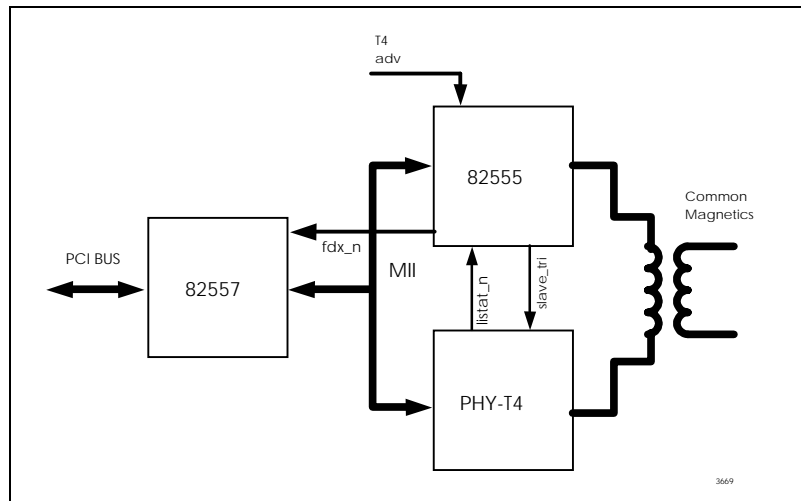 T4
adv
82555
Common
Magnetics
fdx_n
PCI BUS
82557
MII
listat_n
slave_tri
PHY-T4
3669